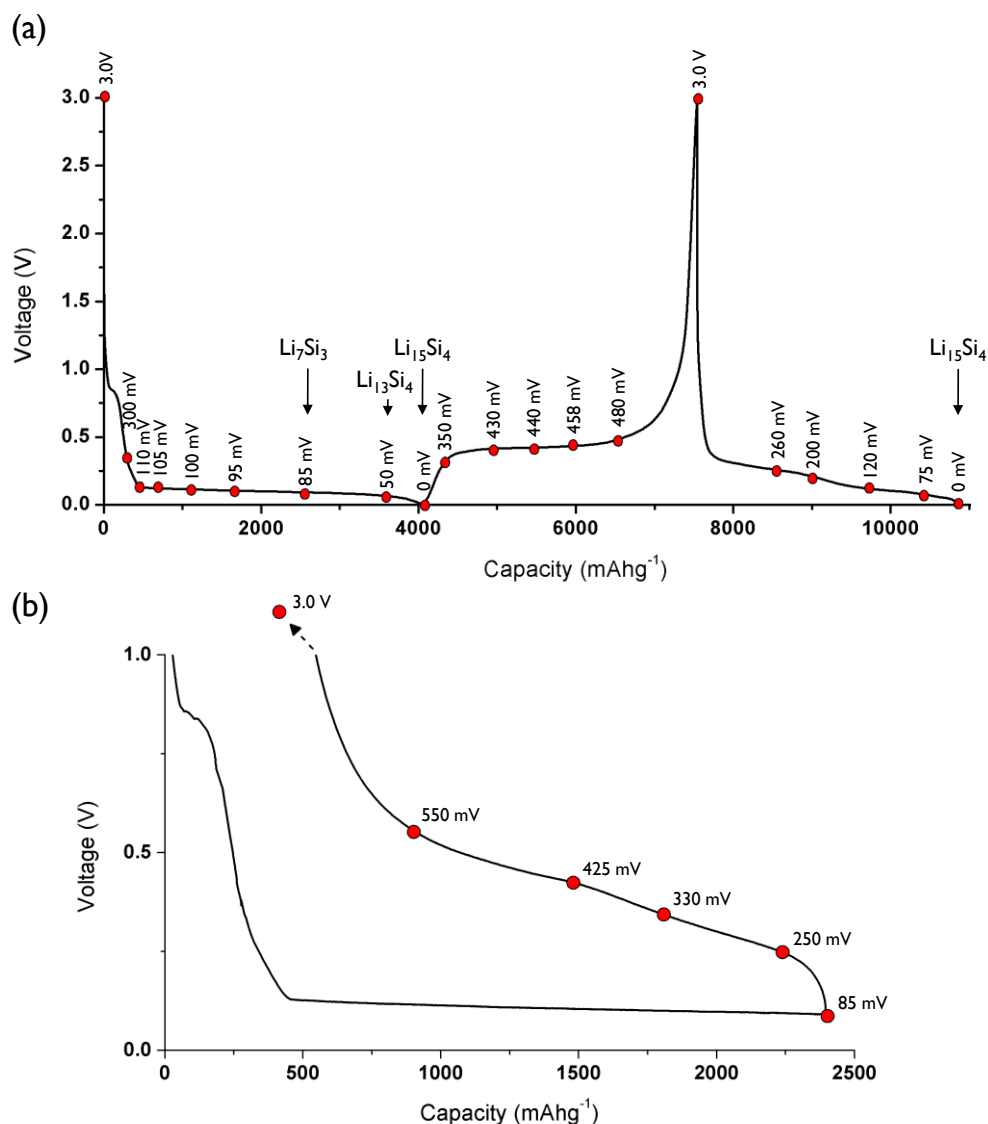 (a)
3.0V
3.0 V
3.0
2.5
2.0
1.5
1.0
0.5
0.0
Voltage (V)
Li7Si3
Li13Si4
Li15Si4
Li15Si4
300 mV
110 mV
105 mV
100 mV
95 mV
85 mV
50 mV
0 mV
350 mV
430 mV
440 mV
458 mV
480 mV
260 mV
200 mV
120 mV
75 mV
0 mV
0 2000 4000 6000 8000 10000
Capacity (mAhg⁻¹)
(b)
3.0 V
1.0
0.5
0.0
Voltage (V)
550 mV
425 mV
330 mV
250 mV
85 mV
0 500 1000 1500 2000 2500
Capacity (mAhg⁻¹)